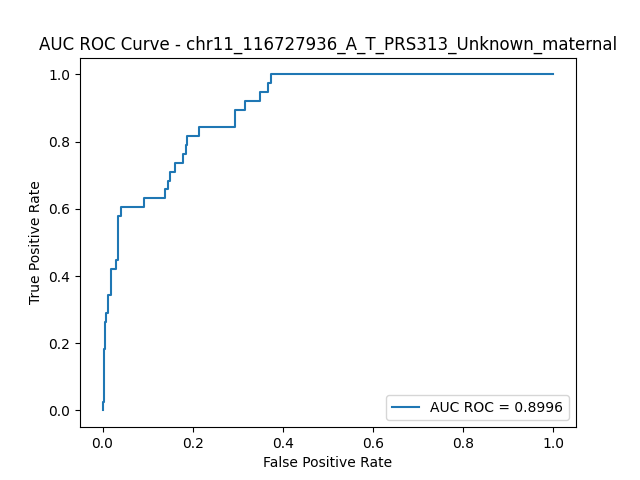 AUC ROC Curve - chr11_116727936_A_T_PRS313_Unknown_maternal
True Positive Rate
1.0
0.8
0.6
0.4
0.2
0.0
AUC ROC = 0.8996
0.0 0.2 0.4 0.6 0.8 1.0
False Positive Rate